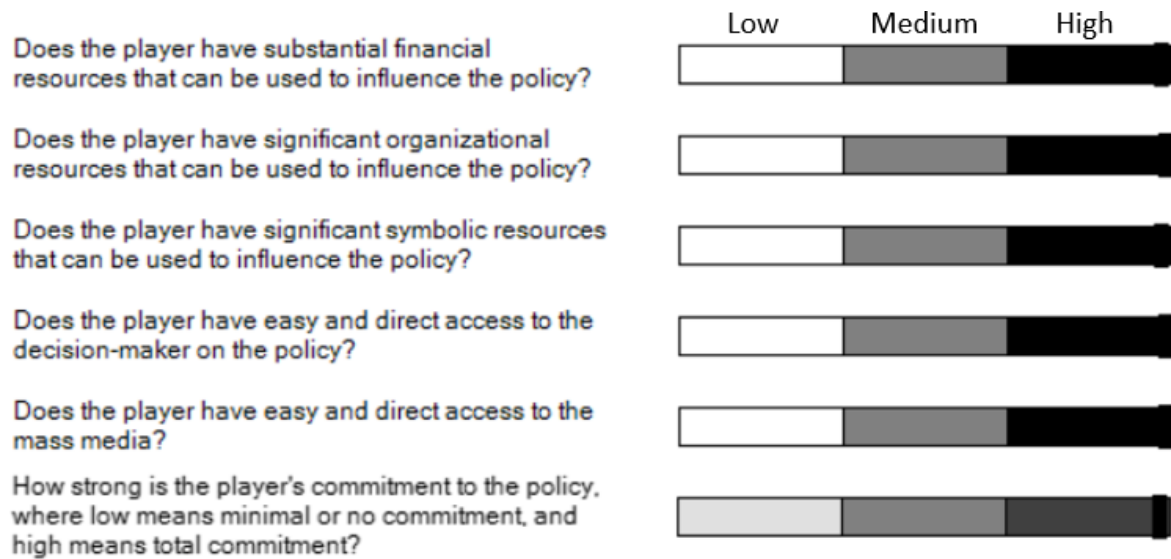 Low Medium High
Does the player have substantial financial
resources that can be used to influence the policy?
Does the player have significant organizational
resources that can be used to influence the policy?
Does the player have significant symbolic resources
that can be used to influence the policy?
Does the player have easy and direct access to the
decision-maker on the policy?
Does the player have easy and direct access to the
mass media?
How strong is the player's commitment to the policy,
where low means minimal or no commitment, and
high means total commitment?